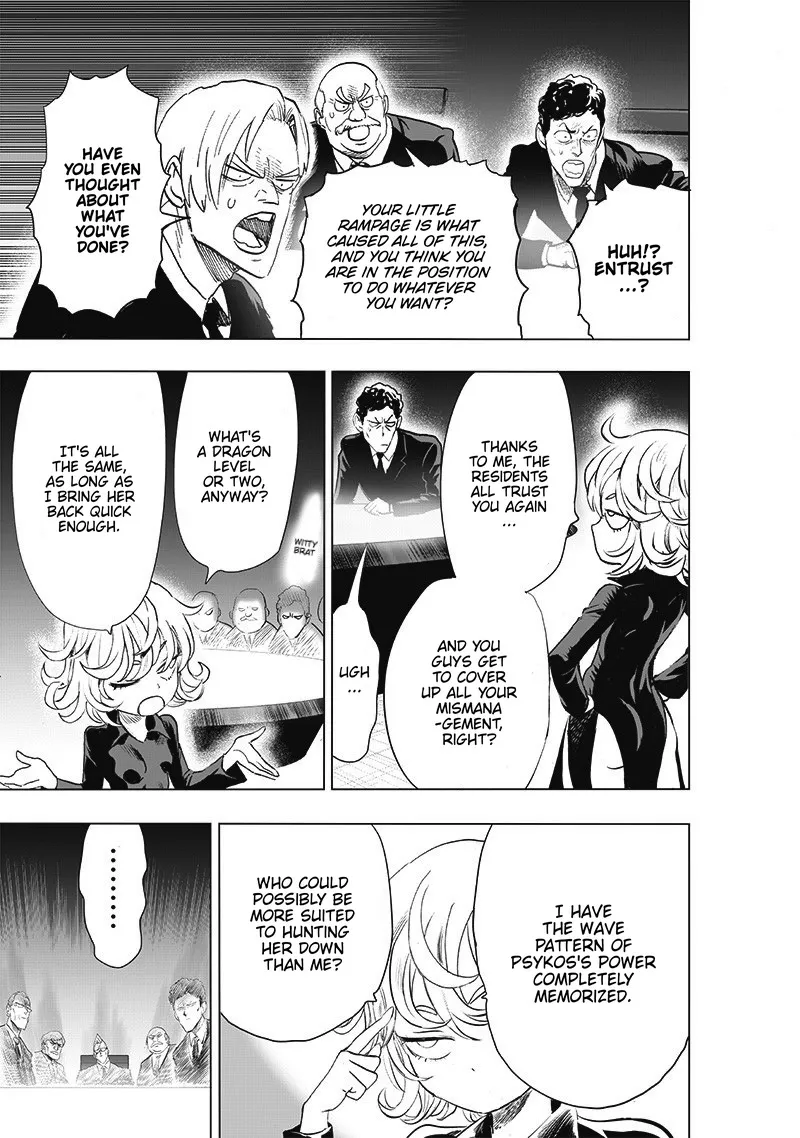 HUH!?
ENTRUST
...?
YOUR LITTLE
RAMPAGE IS WHAT
CAUSED ALL OF THIS,
AND YOU THINK YOU
ARE IN THE POSITION
TO DO WHATEVER
YOU WANT?
HAVE
YOU EVEN
THOUGHT
ABOUT
WHAT
YOU'VE
DONE?
THANKS
TO ME, THE
RESIDENTS
ALL TRUST
YOU AGAIN
...
AND YOU
GUYS GET
TO COVER
UP ALL YOUR
MISMANA
-GEMENT,
RIGHT?
UGH
...
WITTY
BRAT
WHAT'S
A DRAGON
LEVEL
OR TWO,
ANYWAY?
IT'S ALL
THE SAME,
AS LONG AS
I BRING HER
BACK QUICK
ENOUGH.
I HAVE
THE WAVE
PATTERN OF
PSYKOS'S POWER
COMPLETELY
MEMORIZED.
WHO COULD
POSSIBLY BE
MORE SUITED
TO HUNTING
HER DOWN
THAN ME?
........